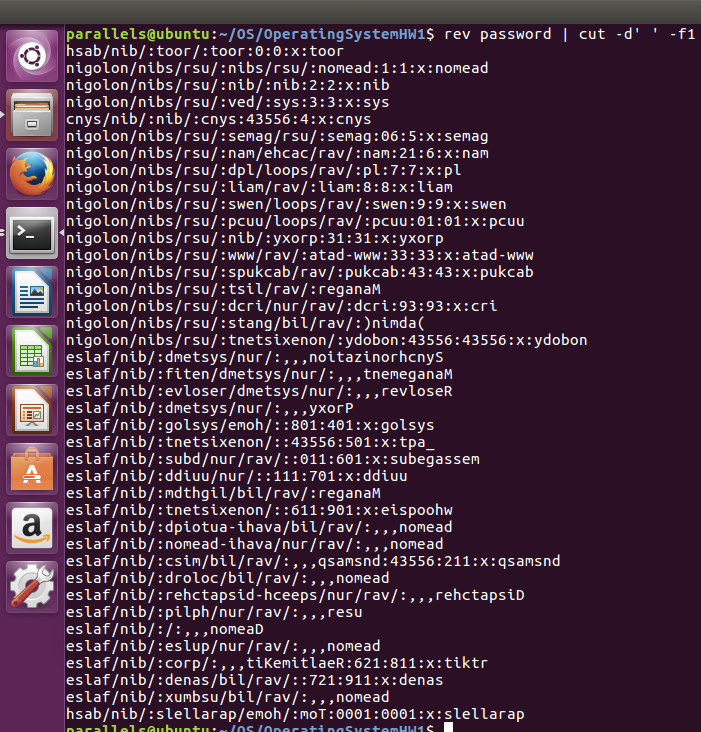 parallels@ubuntu:~/OS/OperatingSystemHW1$ rev password | cut -d' ' -f1
hsab/nib/:toor/:toor:0:0:x:toor
nigolon/nibs/rsu/:nibs/rsu/:nomead:1:1:x:nomead
nigolon/nibs/rsu/:nib/:nib:2:2:x:nib
nigolon/nibs/rsu/:ved/:sys:3:3:x:sys
cnys/nib/:nib/:cnys:43556:4:x:cnys
nigolon/nibs/rsu/:semag/rsu/:semag:06:5:x:semag
nigolon/nibs/rsu/:nam/ehcac/rav/:nam:21:6:x:nam
nigolon/nibs/rsu/:dpl/loops/rav/:pl:7:7:x:pl
nigolon/nibs/rsu/:liam/rav/:liam:8:8:x:liam
nigolon/nibs/rsu/:swen/loops/rav/:swen:9:9:x:swen
nigolon/nibs/rsu/:pcuu/loops/rav/:pcuu:01:01:x:pcuu
nigolon/nibs/rsu/:nib/:yxorp:31:31:x:yxorp
nigolon/nibs/rsu/:www/rav/:atad-www:33:33:x:atad-www
nigolon/nibs/rsu/:spukcab/rav/:pukcab:43:43:x:pukcab
nigolon/nibs/rsu/:tsil/rav/:reganaM
nigolon/nibs/rsu/:dcri/nur/rav/:dcri:93:93:x:cri
nigolon/nibs/rsu/:stang/bil/rav/:)nimda(
nigolon/nibs/rsu/:tnetsixenon/:ydobon:43556:43556:x:ydobon
eslaf/nib/:dmetsys/nur/:,,,noitazinorhcnyS
eslaf/nib/:fiten/dmetsys/nur/:,,,tnemeganaM
eslaf/nib/:evloser/dmetsys/nur/:,,,revloseR
eslaf/nib/:dmetsys/nur/:,,,yxorP
eslaf/nib/:golsys/emoh/::801:401:x:golsys
eslaf/nib/:tnetsixenon/::43556:501:x:tpa_
eslaf/nib/:subd/nur/rav/::011:601:x:subegassem
eslaf/nib/:ddiuu/nur/::111:701:x:ddiuu
eslaf/nib/:mdthgil/bil/rav/:reganaM
eslaf/nib/:tnetsixenon/::611:901:x:eispoohw
eslaf/nib/:dpiotua-ihava/bil/rav/:,,,nomead
eslaf/nib/:nomead-ihava/nur/rav/:,,,nomead
eslaf/nib/:csim/bil/rav/:,,,qsamsnd:43556:211:x:qsamsnd
eslaf/nib/:droloc/bil/rav/:,,,nomead
eslaf/nib/:rehctapsid-hceeps/nur/rav/:,,,rehctapsiD
eslaf/nib/:pilph/nur/rav/:,,,resu
eslaf/nib/:/:,,,nomeaD
eslaf/nib/:eslup/nur/rav/:,,,nomead
eslaf/nib/:corp/:,,,tiKemitlaeR:621:811:x:tiktr
eslaf/nib/:denas/bil/rav/::721:911:x:denas
eslaf/nib/:xumbsu/bil/rav/:,,,nomead
hsab/nib/:slellarap/emoh/:moT:0001:0001:x:slellarap
parallels@ubuntu:~/OS/OperatingSystemHW1$